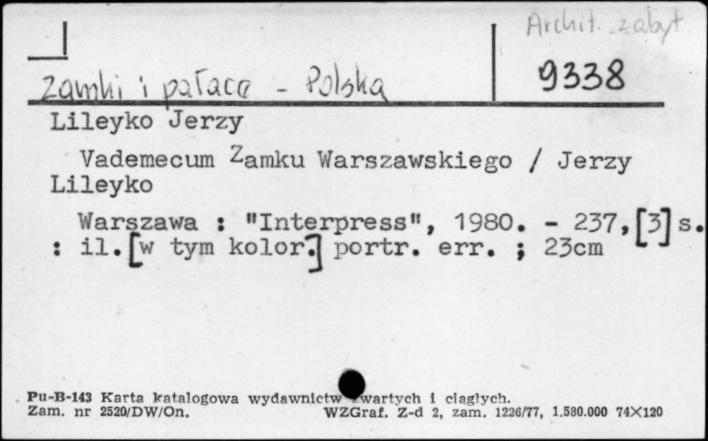 Archit. zabyt.
Zamki i pałace - Polska
9338
Lileyko Jerzy
Vademecum Zamku Warszawskiego / Jerzy
Lileyko
Warszawa : "Interpress", 1980. - 237,[3]s.
: il.[w tym kolor.] portr. err. ; 23cm
Pu-B-143 Karta katalogowa wydawnictw zwartych i ciągłych.
Zam. nr 2520/DW/On. WZGraf. Z-d 2, zam. 1226/77, 1.580.000 74×120